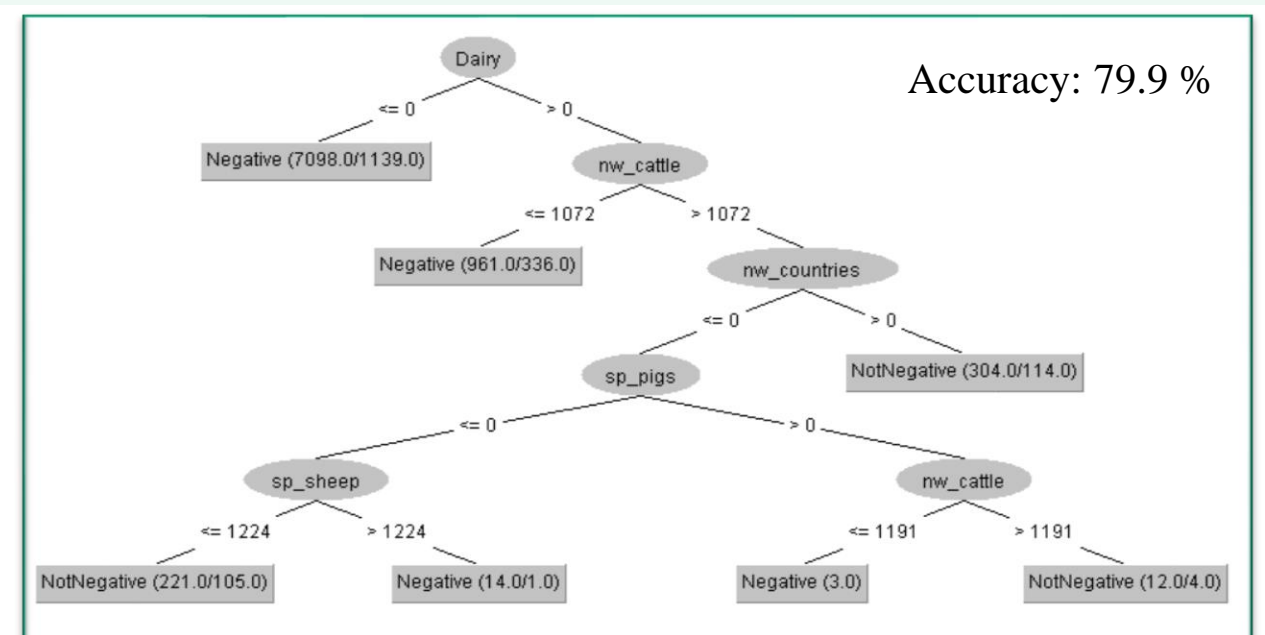 Dairy
Accuracy: 79.9 %
<= 0
> 0
Negative (7098.0/1139.0)
nw_cattle
<= 1072
> 1072
Negative (961.0/336.0)
nw_countries
<= 0
> 0
sp_pigs
NotNegative (304.0/114.0)
<= 0
> 0
sp_sheep
nw_cattle
<= 1224
> 1224
<= 1191
> 1191
NotNegative (221.0/105.0)
Negative (14.0/1.0)
Negative (3.0)
NotNegative (12.0/4.0)